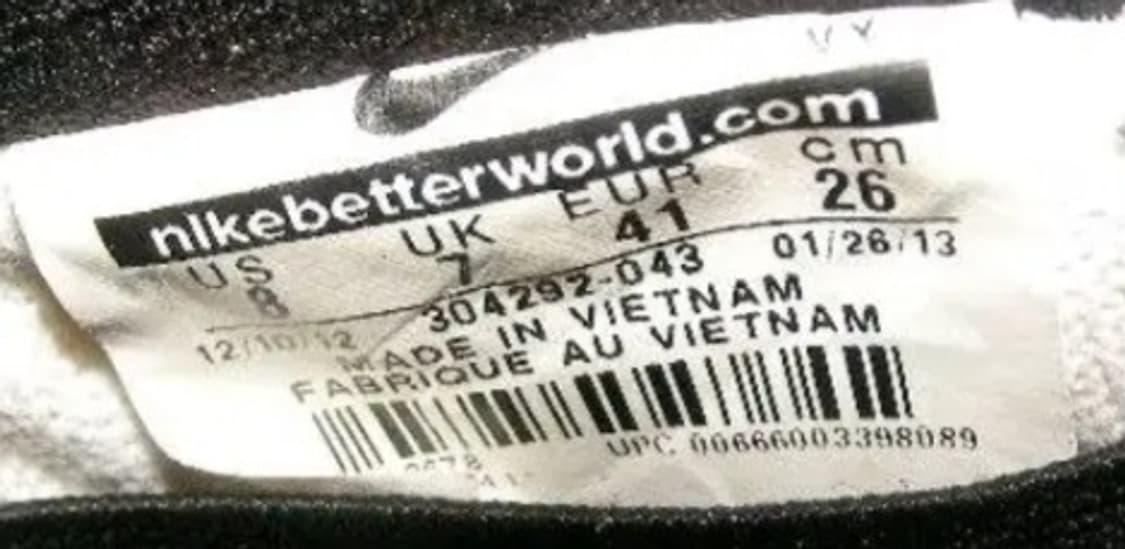 nikebetterworld.com
US UK EUR cm
8 7 41 26
12/10/12 304292-043 01/26/13
MADE IN VIETNAM
FABRIQUE AU VIETNAM
UPC 00666003398089